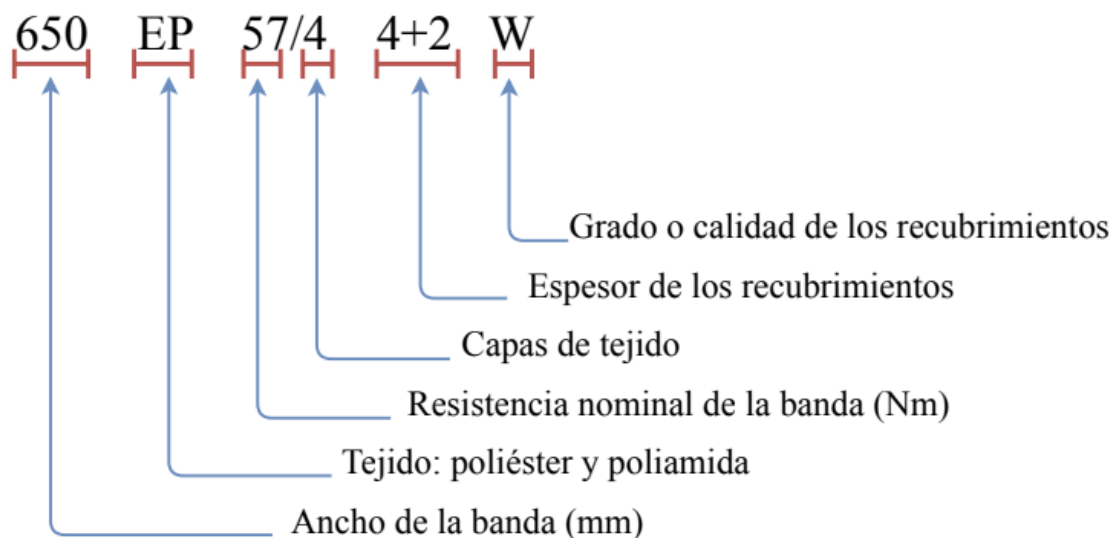 650 EP 57/4 4+2 W
Grado o calidad de los recubrimientos
Espesor de los recubrimientos
Capas de tejido
Resistencia nominal de la banda (Nm)
Tejido: poliéster y poliamida
Ancho de la banda (mm)